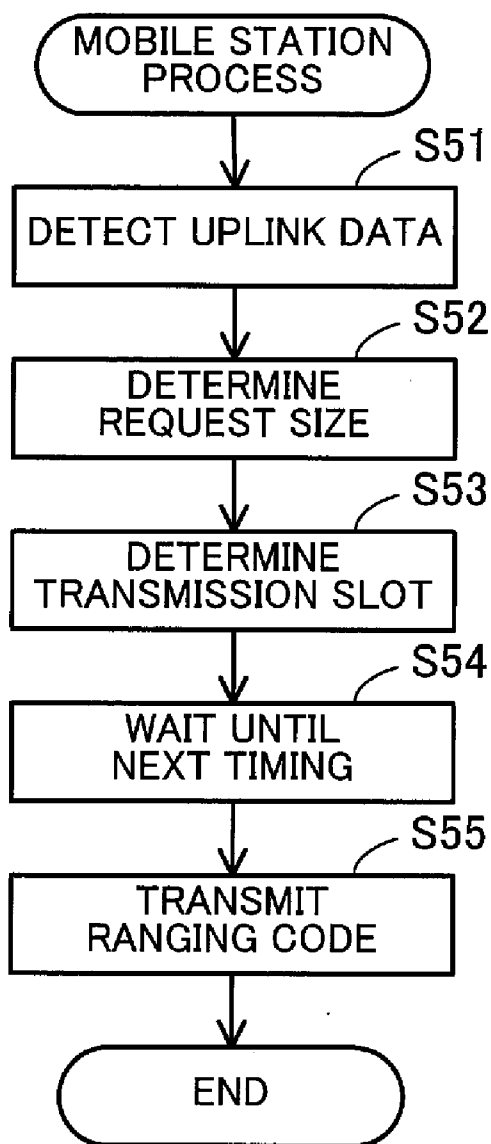 MOBILE STATION
PROCESS
S51
DETECT UPLINK DATA
S52
DETERMINE
REQUEST SIZE
S53
DETERMINE
TRANSMISSION SLOT
S54
WAIT UNTIL
NEXT TIMING
S55
TRANSMIT
RANGING CODE
END